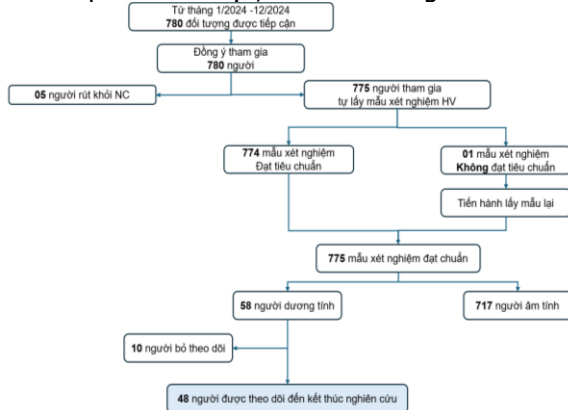 Từ tháng 1/2024 -12/2024
780 đối tượng được tiếp cận
Đồng ý tham gia
780 người
05 người rút khỏi NC
775 người tham gia
tự lấy mẫu xét nghiệm HV
774 mẫu xét nghiệm
Đạt tiêu chuẩn
01 mẫu xét nghiệm
Không đạt tiêu chuẩn
Tiến hành lấy mẫu lại
775 mẫu xét nghiệm đạt chuẩn
58 người dương tính
717 người âm tính
10 người bỏ theo dõi
48 người được theo dõi đến kết thúc nghiên cứu